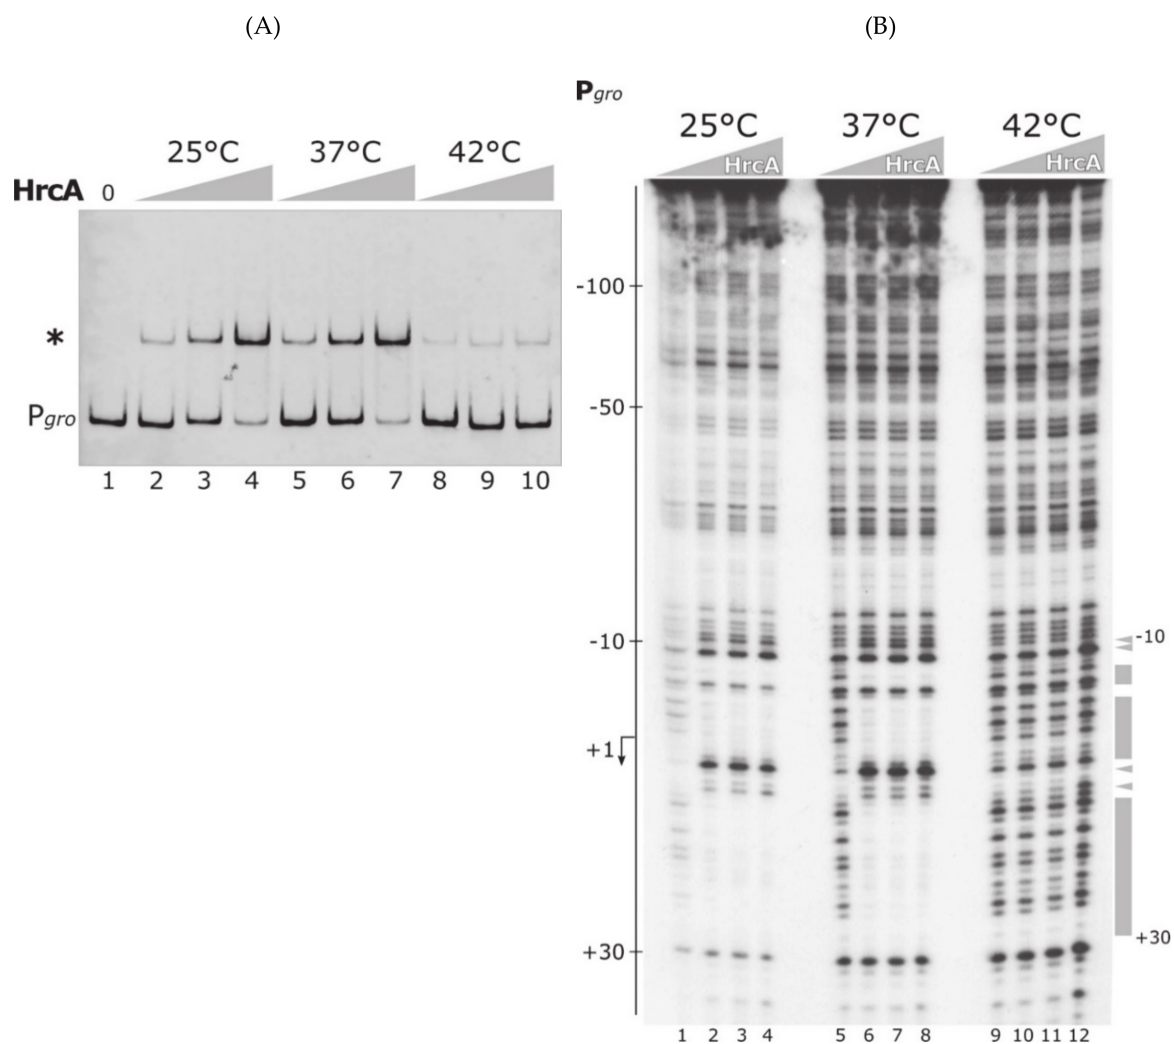 (A)
(B)
P gro
25°C 37°C 42°C
HrcA 0
*
Pgro
1 2 3 4 5 6 7 8 9 10
25°C 37°C 42°C
HrcA HrcA HrcA
-100
-50
-10
-10
+1
+30
+30
1 2 3 4 5 6 7 8 9 10 11 12